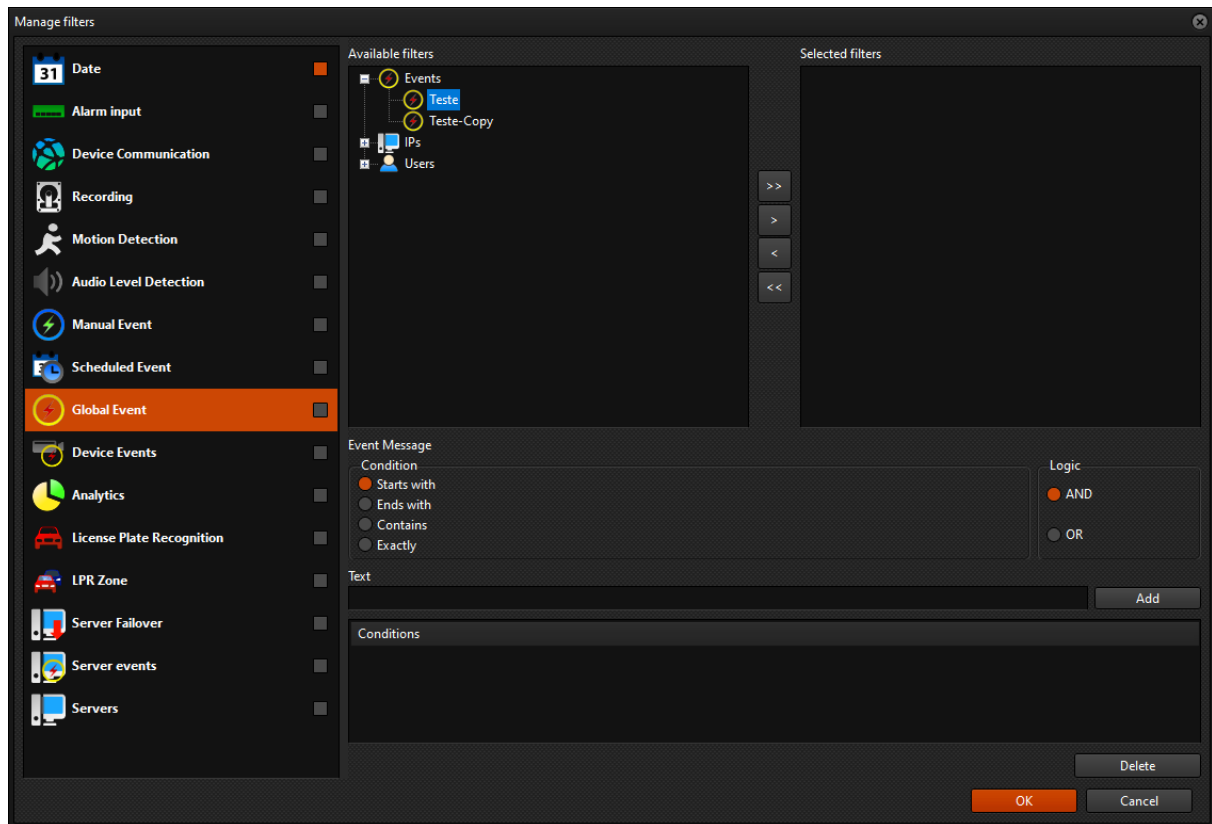 Manage filters
31 Date
Alarm input
Device Communication
Recording
Motion Detection
Audio Level Detection
Manual Event
Scheduled Event
Global Event
Device Events
Analytics
License Plate Recognition
LPR Zone
Server Failover
Server events
Servers
Available filters
Events
Teste
Teste-Copy
IPs
Users
>>
>
<
<<
Selected filters
Event Message
Condition
Starts with
Ends with
Contains
Exactly
Logic
AND
OR
Text
Add
Conditions
Delete
OK
Cancel